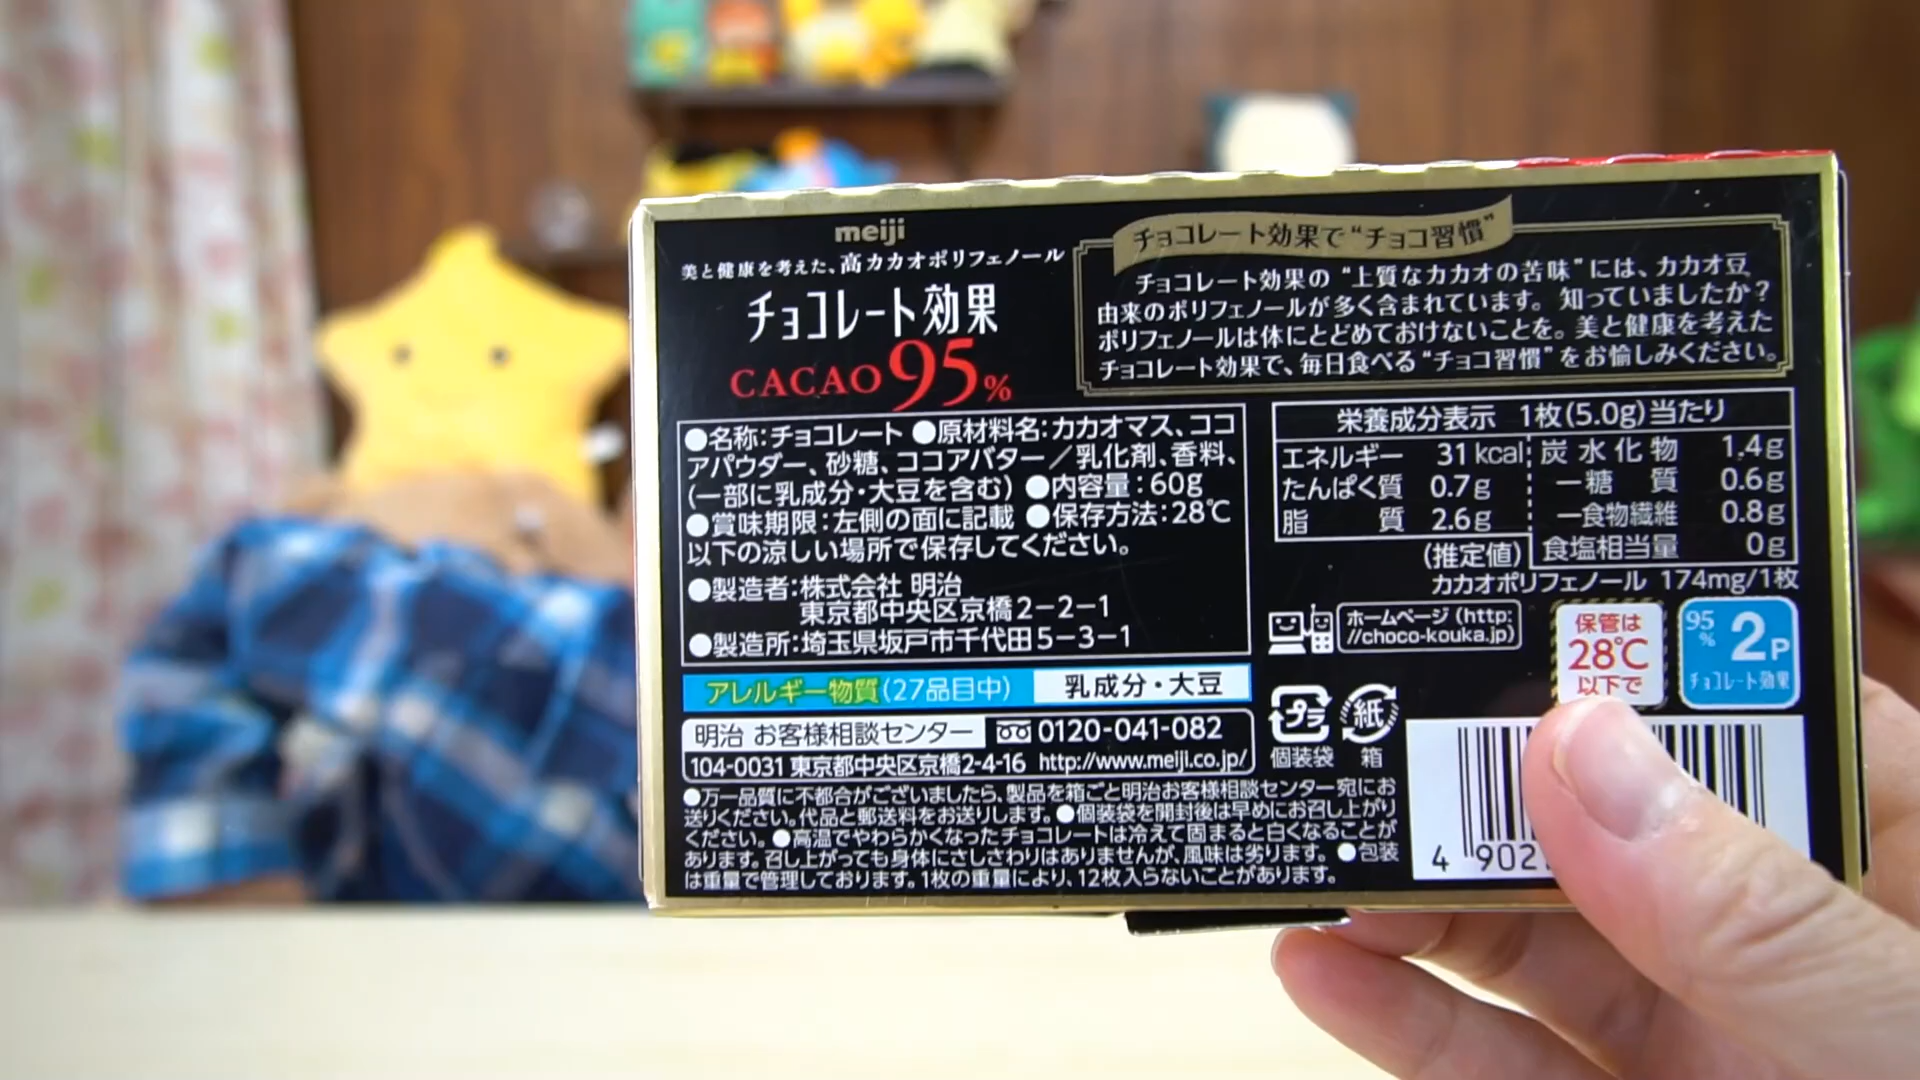 meiji
美と健康を考えた、高カカオポリフェノール
チョコレート効果
CACAO 95%
チョコレート効果で“チョコ習慣”
チョコレート効果の“上質なカカオの苦味”には、カカオ豆
由来のポリフェノールが多く含まれています。知っていましたか？
ポリフェノールは体にとどめておけないことを。美と健康を考えた
チョコレート効果で、毎日食べる“チョコ習慣”をお愉しみください。
●名称：チョコレート ●原材料名：カカオマス、ココ
アパウダー、砂糖、ココアバター／乳化剤、香料、
(一部に乳成分・大豆を含む) ●内容量：60g
●賞味期限：左側の面に記載 ●保存方法：28℃
以下の涼しい場所で保存してください。
●製造者：株式会社 明治
東京都中央区京橋2−2−1
●製造所：埼玉県坂戸市千代田5−3−1
アレルギー物質(27品目中) 乳成分・大豆
明治 お客様相談センター 0120-041-082
104-0031 東京都中央区京橋2-4-16 http://www.meiji.co.jp/
●万一品質に不都合がございましたら、製品を箱ごと明治お客様相談センター宛にお
送りください。代品と郵送料をお送りします。●個装袋を開封後は早めにお召し上がり
ください。●高温でやわらかくなったチョコレートは冷えて固まると白くなることが
あります。召し上がっても身体にさしさわりはありませんが、風味は劣ります。●包装
は重量で管理しております。1枚の重量により、12枚入らないことがあります。
栄養成分表示 1枚(5.0g)当たり
エネルギー 31kcal
たんぱく質 0.7g
脂質 2.6g
炭水化物 1.4g
−糖質 0.6g
−食物繊維 0.8g
食塩相当量 0g
(推定値)
カカオポリフェノール 174mg/1枚
ホームページ (http:
//choco-kouka.jp)
保管は
28℃
以下で
95% 2P
チョコレート効果
プラ
個装袋
紙
箱
4 902